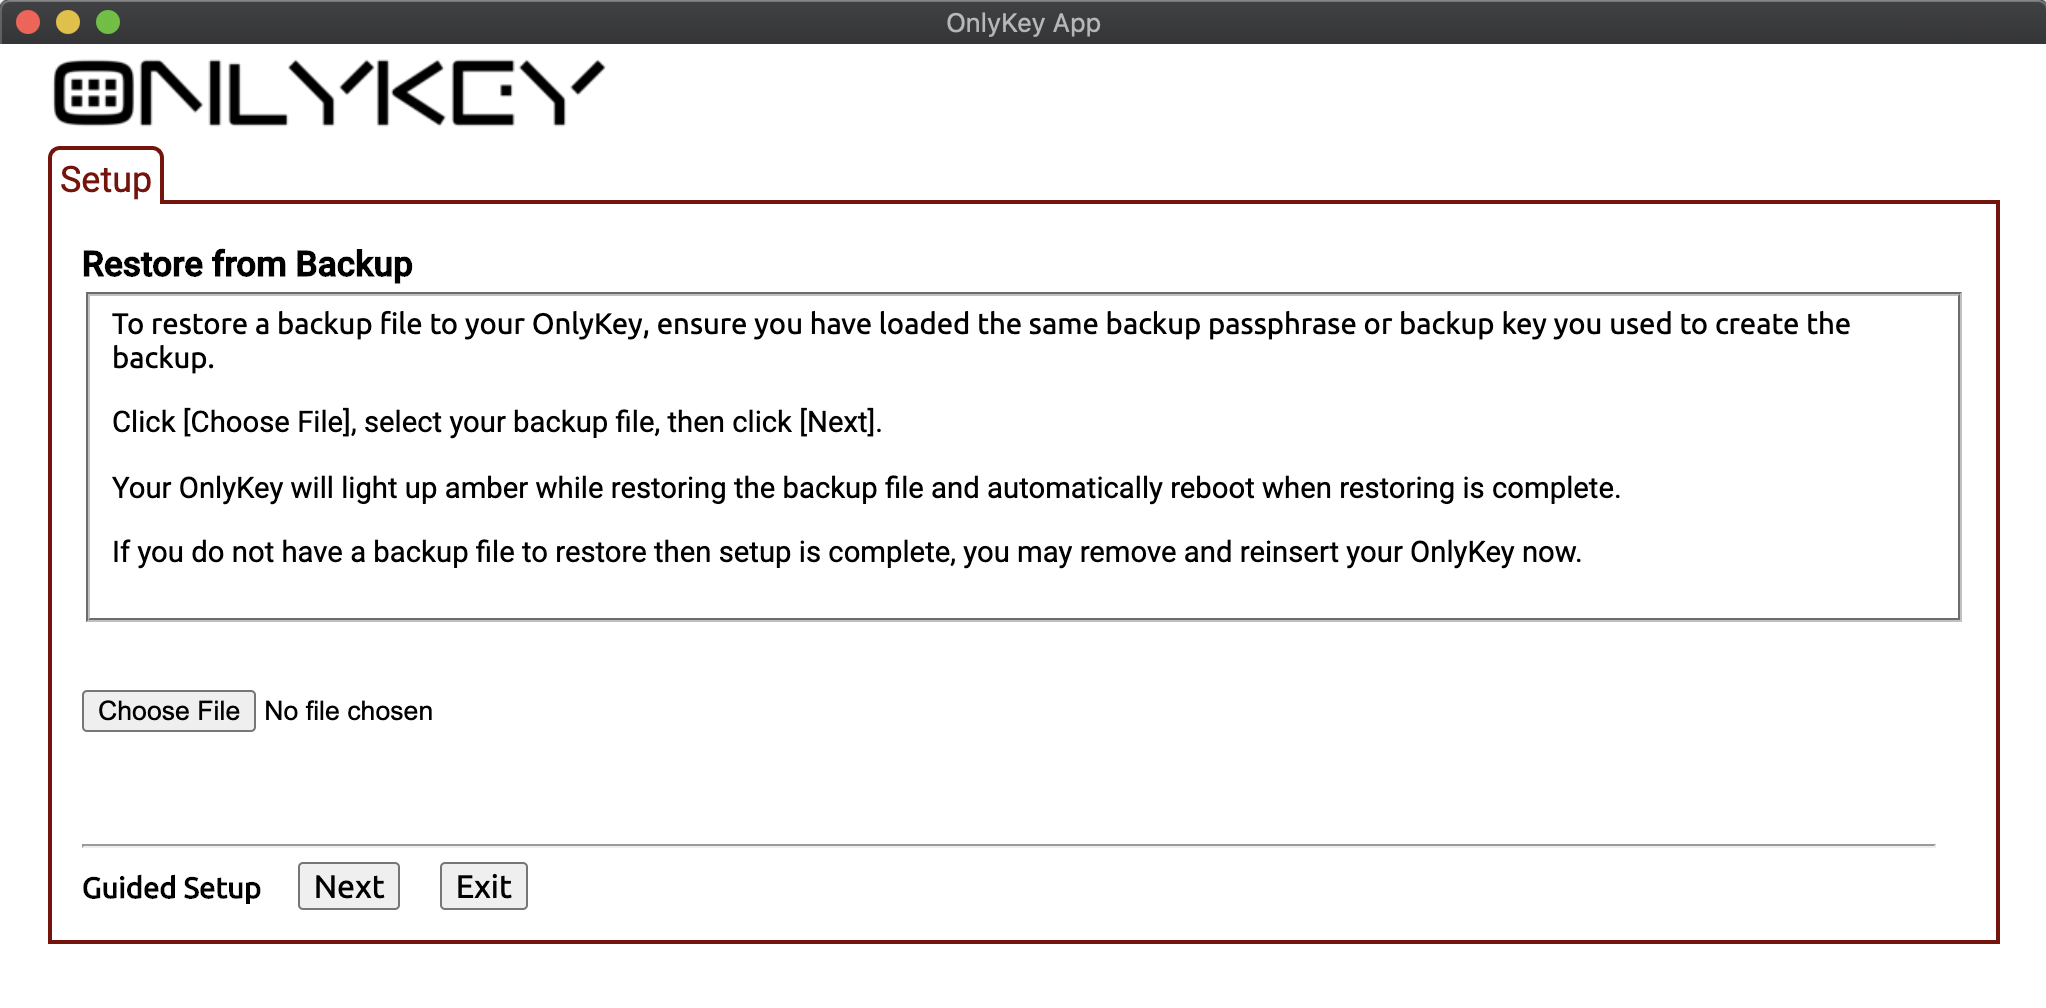 OnlyKey App
ONLYKEY
Setup
Restore from Backup
To restore a backup file to your OnlyKey, ensure you have loaded the same backup passphrase or backup key you used to create the
backup.
Click [Choose File], select your backup file, then click [Next].
Your OnlyKey will light up amber while restoring the backup file and automatically reboot when restoring is complete.
If you do not have a backup file to restore then setup is complete, you may remove and reinsert your OnlyKey now.
Choose File No file chosen
Guided Setup Next Exit